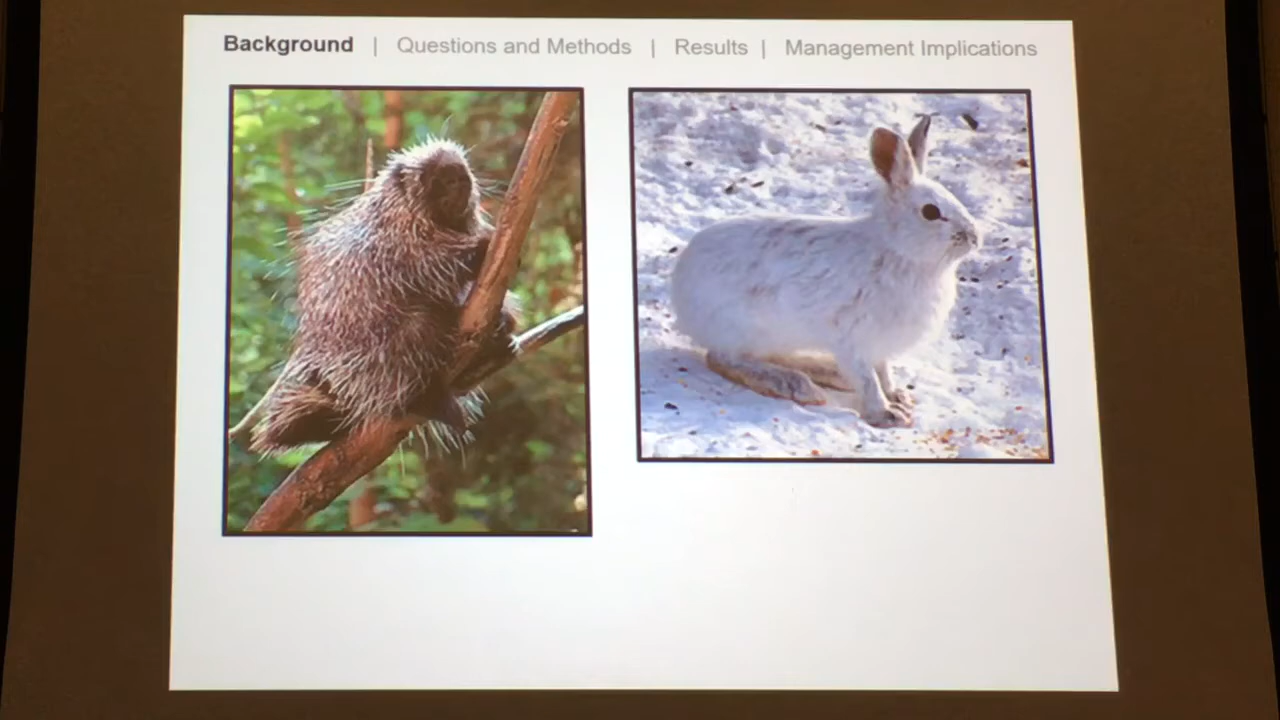 Background | Questions and Methods | Results | Management Implications